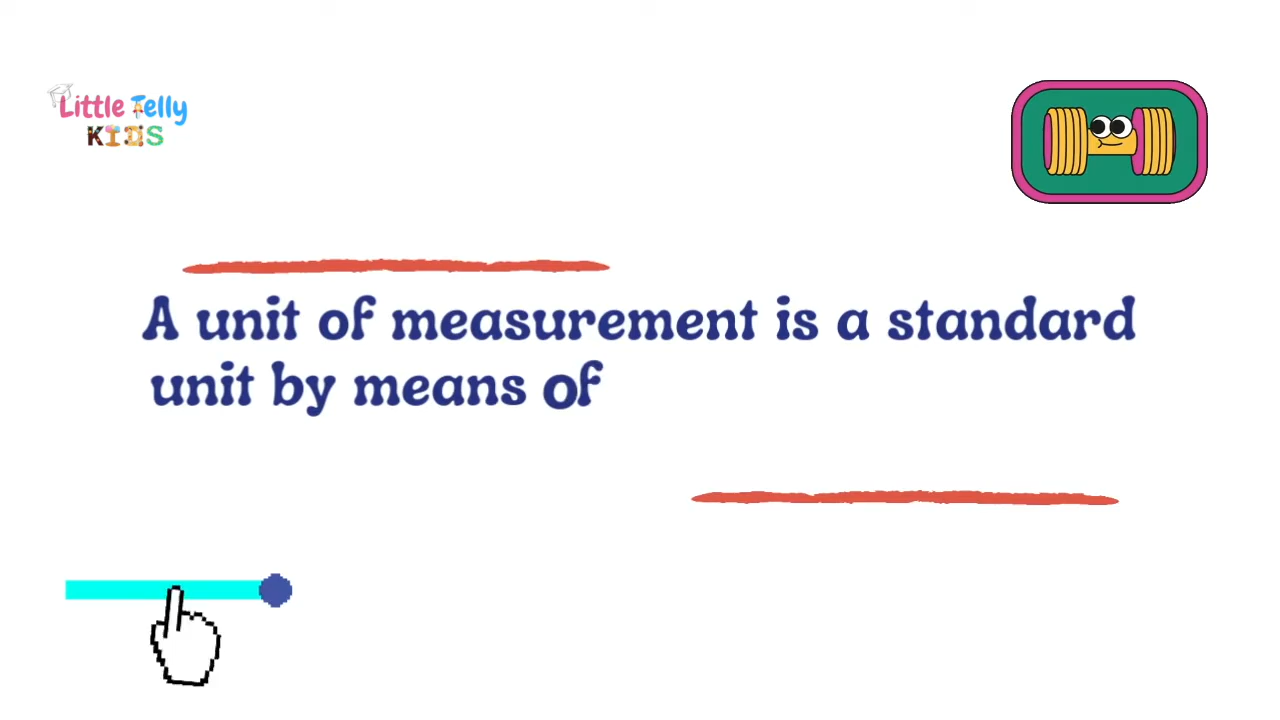 Little Telly
KIDS
A unit of measurement is a standard
unit by means of